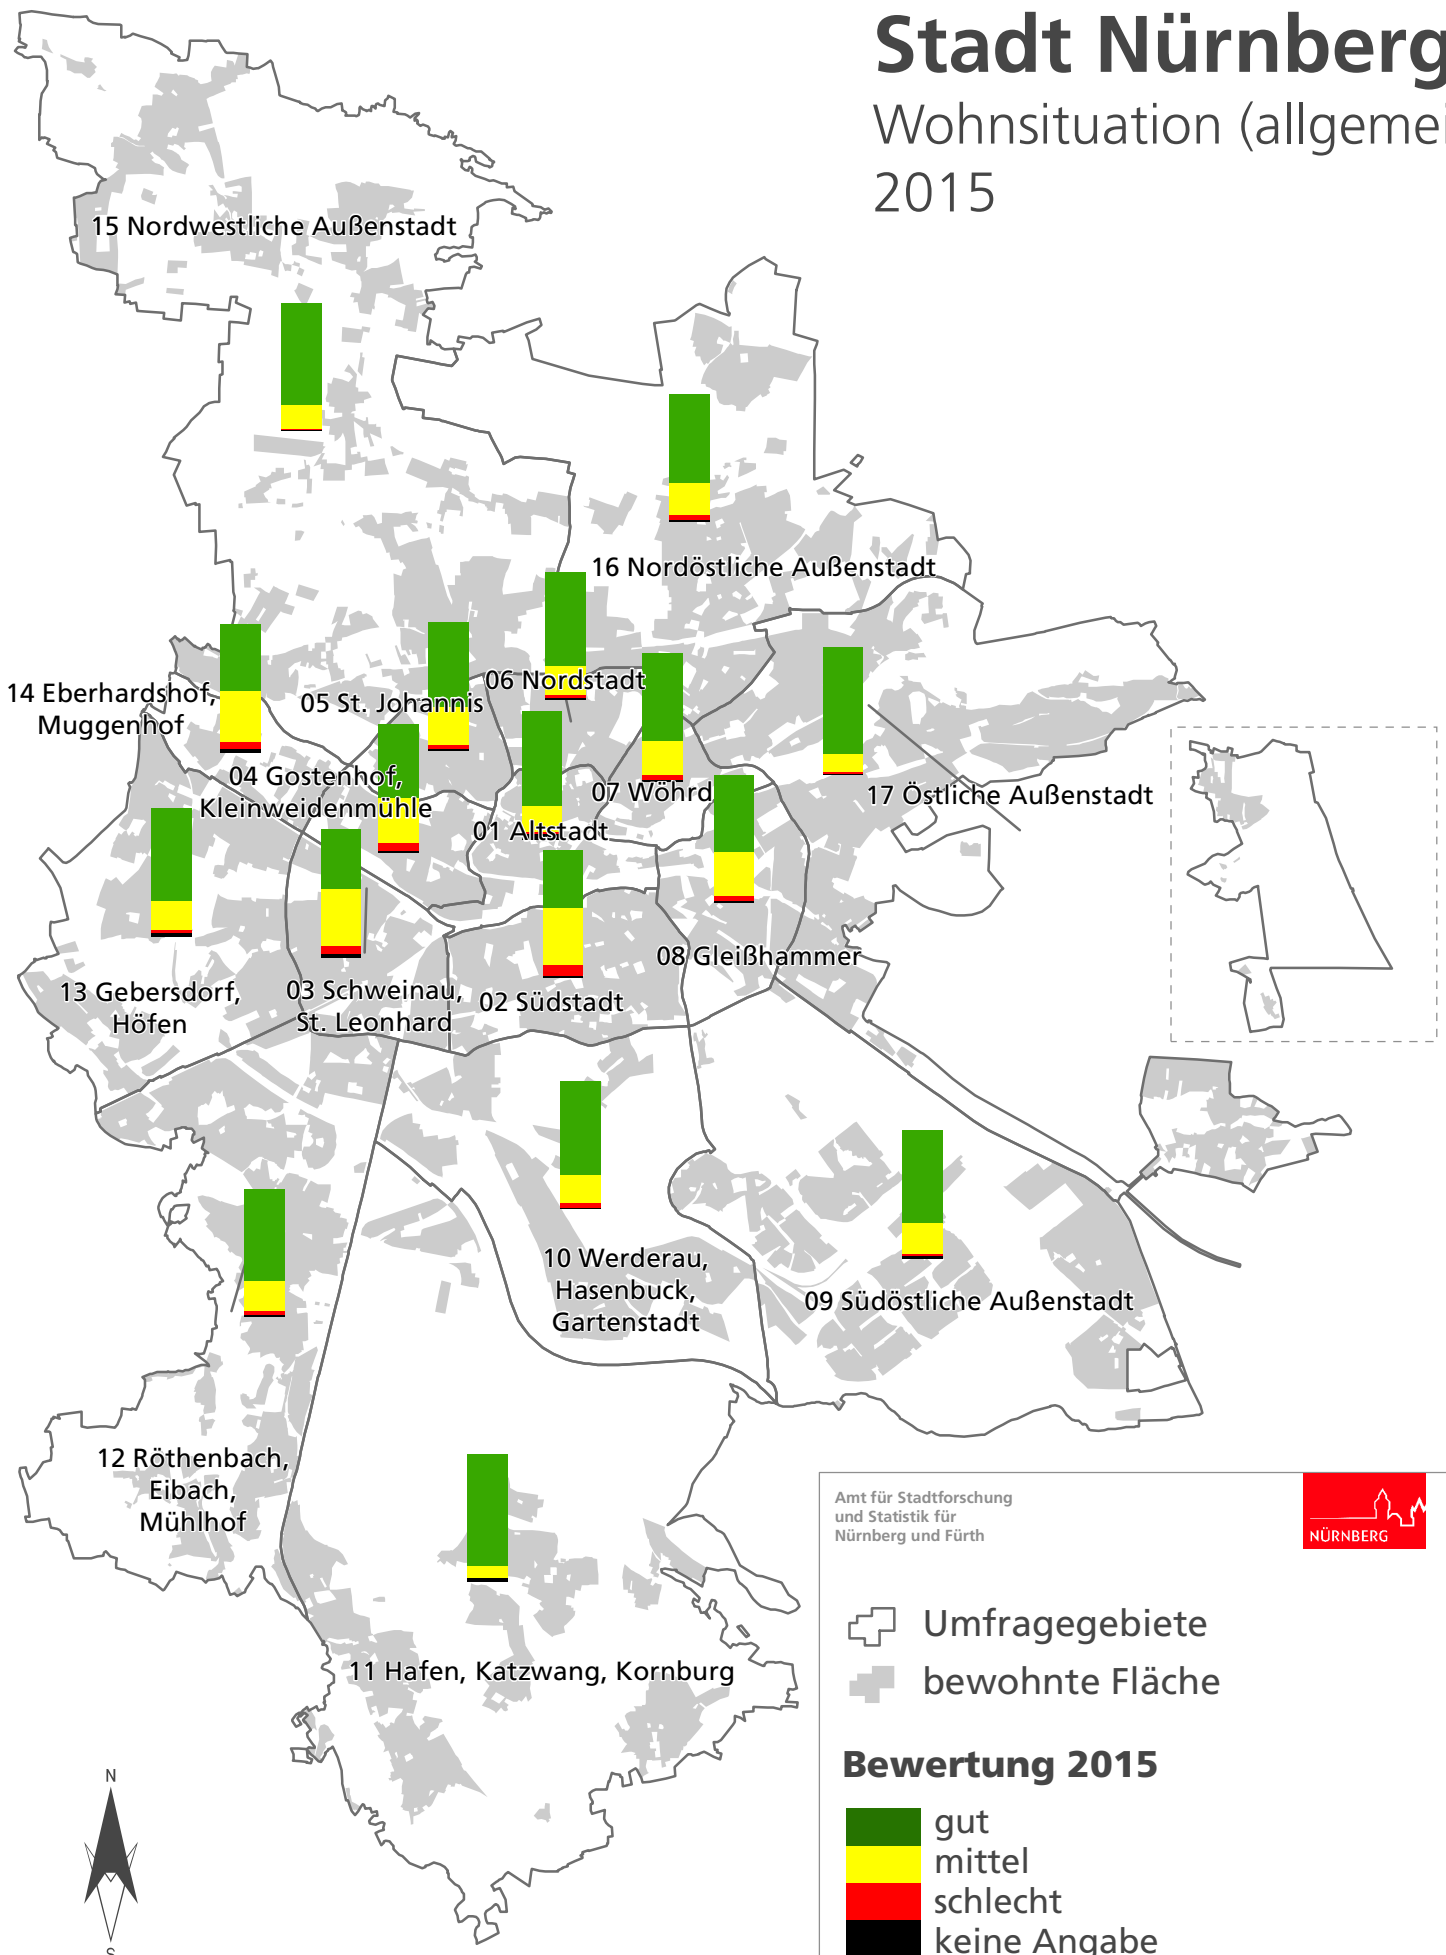 Stadt Nürnberg
Wohnsituation (allgemei
2015
15 Nordwestliche Außenstadt
16 Nordöstliche Außenstadt
06 Nordstadt
14 Eberhardshof,
Muggenhof
05 St. Johannis
04 Gostenhof,
Kleinweidenmühle
07 Wöhrd
17 Östliche Außenstadt
01 Altstadt
08 Gleißhammer
13 Gebersdorf,
Höfen
03 Schweinau,
St. Leonhard
02 Südstadt
10 Werderau,
Hasenbuck,
Gartenstadt
09 Südöstliche Außenstadt
12 Röthenbach,
Eibach,
Mühlhof
11 Hafen, Katzwang, Kornburg
Amt für Stadtforschung
und Statistik für
Nürnberg und Fürth
NÜRNBERG
Umfragegebiete
bewohnte Fläche
Bewertung 2015
gut
mittel
schlecht
keine Angabe
N
S